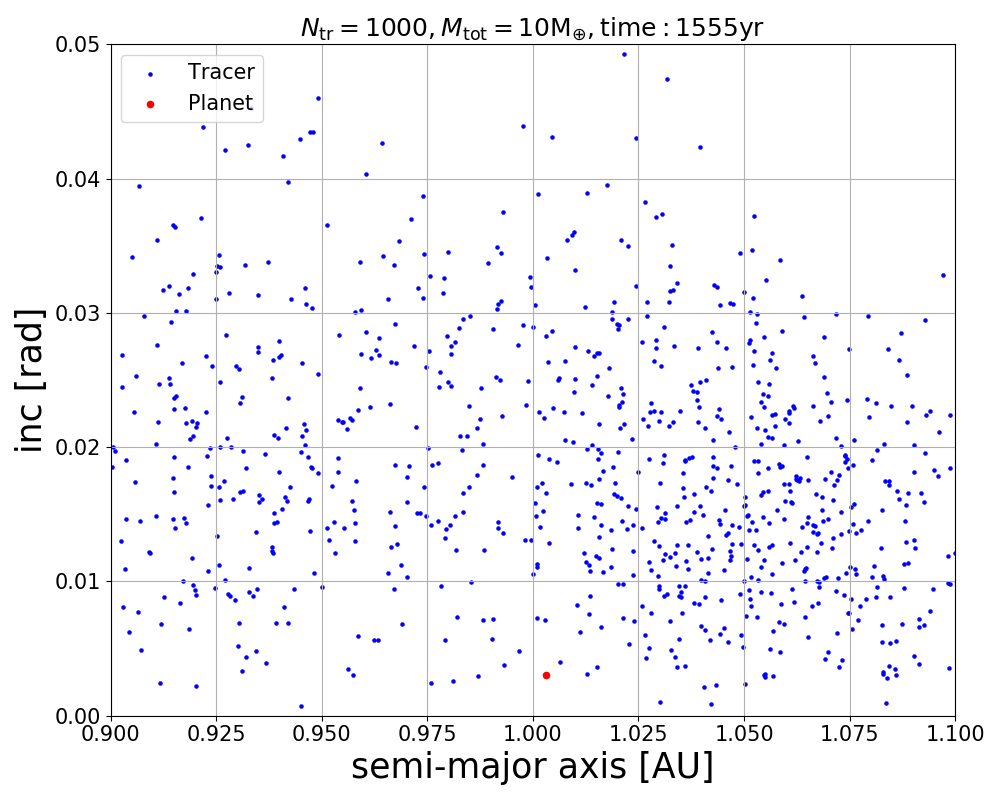 N_tr = 1000, M_tot = 10M_⊕, time : 1555yr
Tracer
Planet
inc [rad]
0.05
0.04
0.03
0.02
0.01
0.00
0.900 0.925 0.950 0.975 1.000 1.025 1.050 1.075 1.100
semi-major axis [AU]